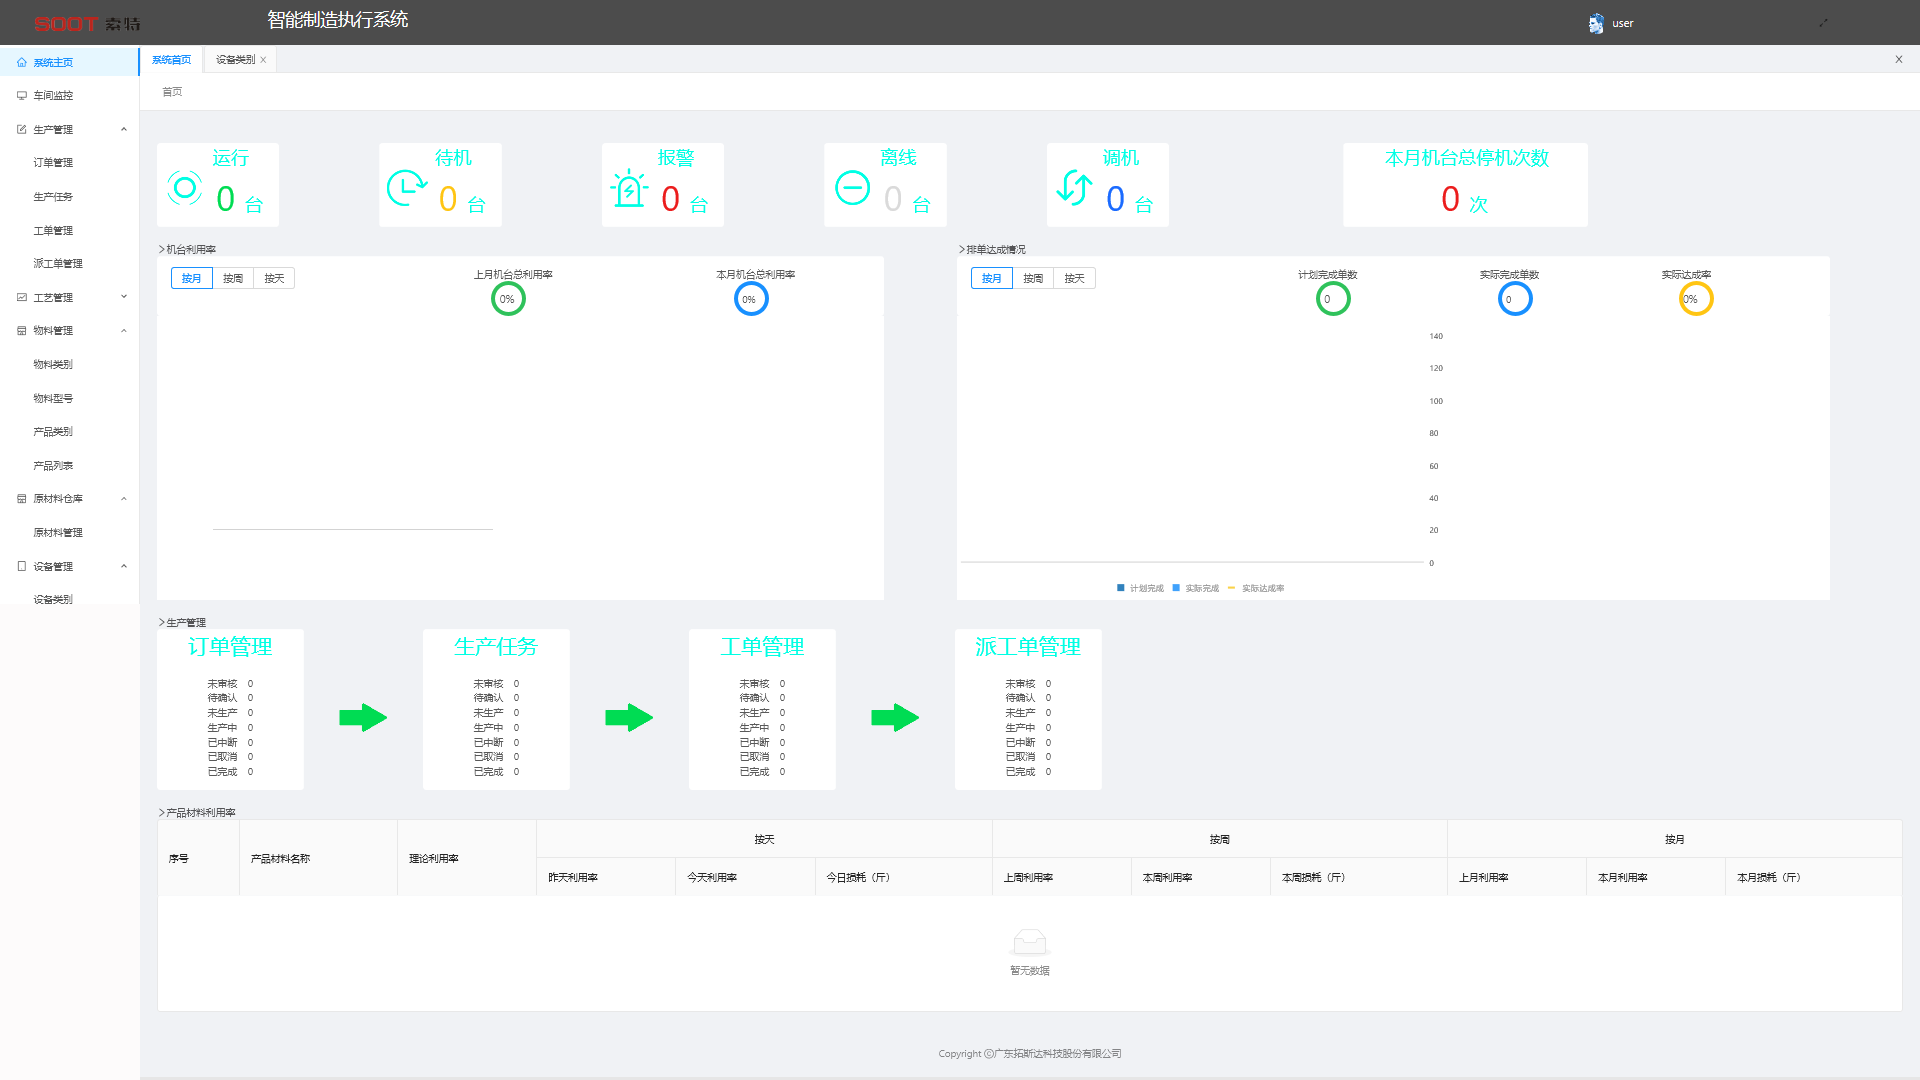 SOOT 索特
智能制造执行系统
user
系统主页
车间监控
生产管理
订单管理
生产任务
工单管理
派工单管理
工艺管理
物料管理
物料类别
物料型号
产品类别
产品列表
原材料仓库
原材料管理
设备管理
设备类别
系统首页
设备类别
首页
运行
0 台
待机
0 台
报警
0 台
离线
0 台
调机
0 台
本月机台总停机次数
0 次
机台利用率
按月 按周 按天
上月机台总利用率
0%
本月机台总利用率
0%
排单达成情况
按月 按周 按天
计划完成单数
0
实际完成单数
0
实际达成率
0%
140
120
100
80
60
40
20
0
计划完成 实际完成 实际达成率
生产管理
订单管理
未审核 0
待确认 0
未生产 0
生产中 0
已中断 0
已取消 0
已完成 0
生产任务
未审核 0
待确认 0
未生产 0
生产中 0
已中断 0
已取消 0
已完成 0
工单管理
未审核 0
待确认 0
未生产 0
生产中 0
已中断 0
已取消 0
已完成 0
派工单管理
未审核 0
待确认 0
未生产 0
生产中 0
已中断 0
已取消 0
已完成 0
产品材料利用率
序号 产品材料名称 理论利用率 按天 按周 按月
昨天利用率 今天利用率 今日损耗（斤） 上周利用率 本周利用率 本周损耗（斤） 上月利用率 本月利用率 本月损耗（斤）
暂无数据
Copyright ©广东拓斯达科技股份有限公司